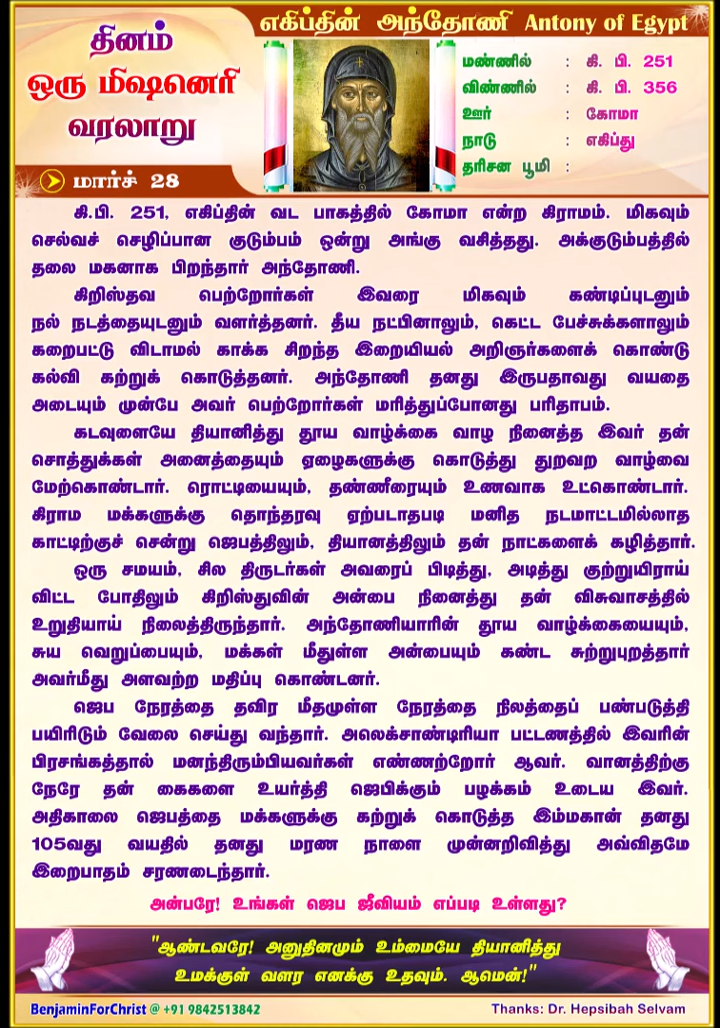 எகிப்தின் அந்தோணி Antony of Egypt
தினம்
ஒரு மிஷனெரி
வரலாறு
மார்ச் 28
மண்ணில் : கி. பி. 251
விண்ணில் : கி. பி. 356
ஊர் : கோமா
நாடு : எகிப்து
தரிசன பூமி :
கி.பி. 251, எகிப்தின் வட பாகத்தில் கோமா என்ற கிராமம். மிகவும்
செல்வச் செழிப்பான குடும்பம் ஒன்று அங்கு வசித்தது. அக்குடும்பத்தில்
தலை மகனாக பிறந்தார் அந்தோணி.
கிறிஸ்தவ பெற்றோர்கள் இவரை மிகவும் கண்டிப்புடனும்
நல் நடத்தையுடனும் வளர்த்தனர். தீய நட்பினாலும், கெட்ட பேச்சுக்களாலும்
கறைபட்டு விடாமல் காக்க சிறந்த இறையியல் அறிஞர்களைக் கொண்டு
கல்வி கற்றுக் கொடுத்தனர். அந்தோணி தனது இருபதாவது வயதை
அடையும் முன்பே அவர் பெற்றோர்கள் மரித்துப்போனது பரிதாபம்.
கடவுளையே தியானித்து தூய வாழ்க்கை வாழ நினைத்த இவர் தன்
சொத்துக்கள் அனைத்தையும் ஏழைகளுக்கு கொடுத்து துறவற வாழ்வை
மேற்கொண்டார். ரொட்டியையும், தண்ணீரையும் உணவாக உட்கொண்டார்.
கிராம மக்களுக்கு தொந்தரவு ஏற்படாதபடி மனித நடமாட்டமில்லாத
காட்டிற்குச் சென்று ஜெபத்திலும், தியானத்திலும் தன் நாட்களைக் கழித்தார்.
ஒரு சமயம், சில திருடர்கள் அவரைப் பிடித்து, அடித்து குற்றுயிராய்
விட்ட போதிலும் கிறிஸ்துவின் அன்பை நினைத்து தன் விசுவாசத்தில்
உறுதியாய் நிலைத்திருந்தார். அந்தோணியாரின் தூய வாழ்க்கையையும்,
சுய வெறுப்பையும், மக்கள் மீதுள்ள அன்பையும் கண்ட சுற்றுபுறத்தார்
அவர்மீது அளவற்ற மதிப்பு கொண்டனர்.
ஜெப நேரத்தை தவிர மீதமுள்ள நேரத்தை நிலத்தைப் பண்படுத்தி
பயிரிடும் வேலை செய்து வந்தார். அலெக்சாண்டிரியா பட்டணத்தில் இவரின்
பிரசங்கத்தால் மனந்திரும்பியவர்கள் எண்ணற்றோர் ஆவர். வானத்திற்கு
நேரே தன் கைகளை உயர்த்தி ஜெபிக்கும் பழக்கம் உடைய இவர்.
அதிகாலை ஜெபத்தை மக்களுக்கு கற்றுக் கொடுத்த இம்மகான் தனது
105வது வயதில் தனது மரண நாளை முன்னறிவித்து அவ்விதமே
இறைபாதம் சரணடைந்தார்.
அன்பரே! உங்கள் ஜெப ஜீவியம் எப்படி உள்ளது?
"ஆண்டவரே! அனுதினமும் உம்மையே தியானித்து
உமக்குள் வளர எனக்கு உதவும். ஆமென்!"
BenjaminForChrist @ +91 9842513842 Thanks: Dr. Hepsibah Selvam